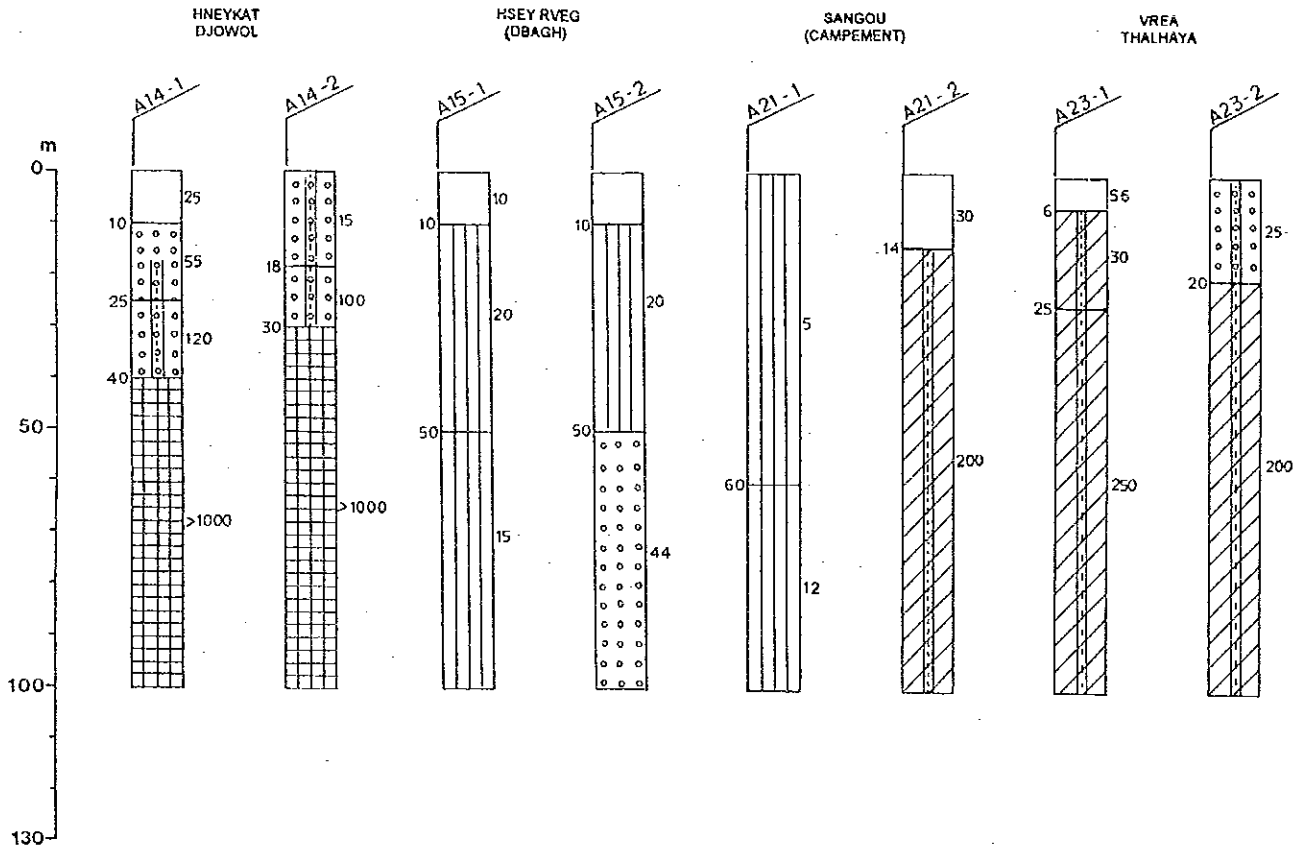 HNEYKAT
DJOWOL
HSEY RVEG
(DBAGH)
SANGOU
(CAMPEMENT)
VREA
THALHAYA
A14-1
A14-2
A15-1
A15-2
A21-1
A21-2
A23-1
A23-2
m
0
50
100
130
10
25
40
25
55
120
>1000
18
30
15
100
>1000
10
50
10
20
15
10
50
20
44
60
5
12
14
30
200
6
25
56
30
250
20
25
200